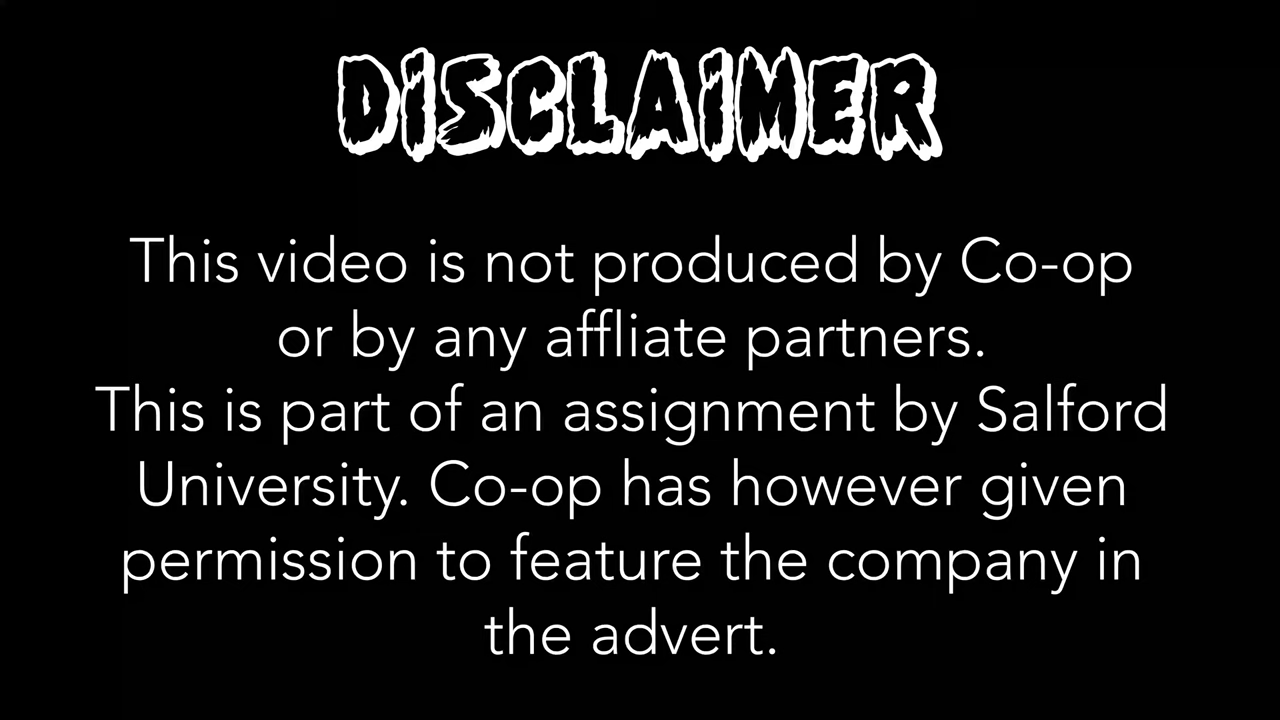 DISCLAIMER
This video is not produced by Co-op
or by any affliate partners.
This is part of an assignment by Salford
University. Co-op has however given
permission to feature the company in
the advert.